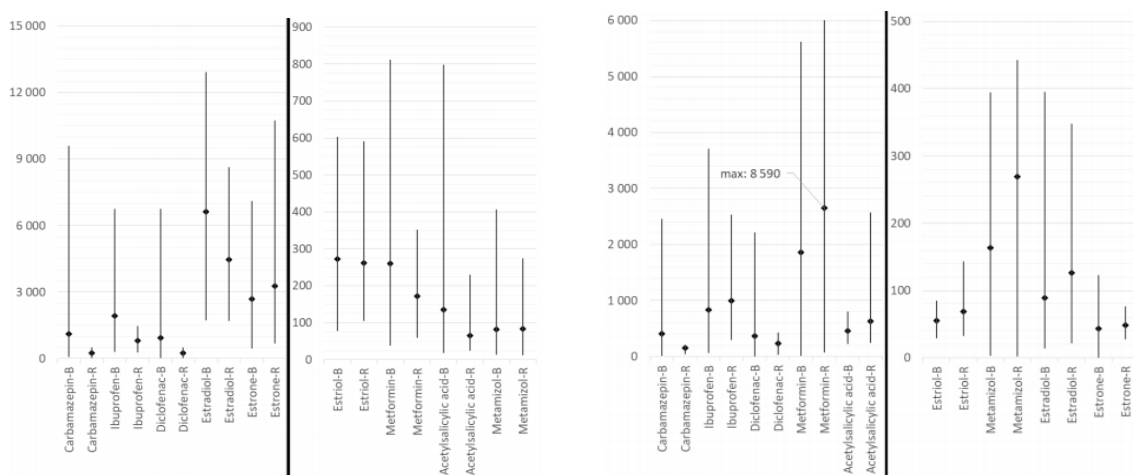 15 000
12 000
9 000
6 000
3 000
0
Carbamazepin-B
Carbamazepin-R
Ibuprofen-B
Ibuprofen-R
Diclofenac-B
Diclofenac-R
Estradiol-B
Estradiol-R
Estrone-B
Estrone-R
900
800
700
600
500
400
300
200
100
0
Estriol-B
Estriol-R
Metformin-B
Metformin-R
Acetylsalicylic acid-B
Acetylsalicylic acid-R
Metamizol-B
Metamizol-R
6 000
5 000
4 000
3 000
2 000
1 000
0
max: 8 590
Carbamazepin-B
Carbamazepin-R
Ibuprofen-B
Ibuprofen-R
Diclofenac-B
Diclofenac-R
Metformin-B
Metformin-R
Acetylsalicylic acid-B
Acetylsalicylic acid-R
500
400
300
200
100
0
Estriol-B
Estriol-R
Metamizol-B
Metamizol-R
Estradiol-B
Estradiol-R
Estrone-B
Estrone-R